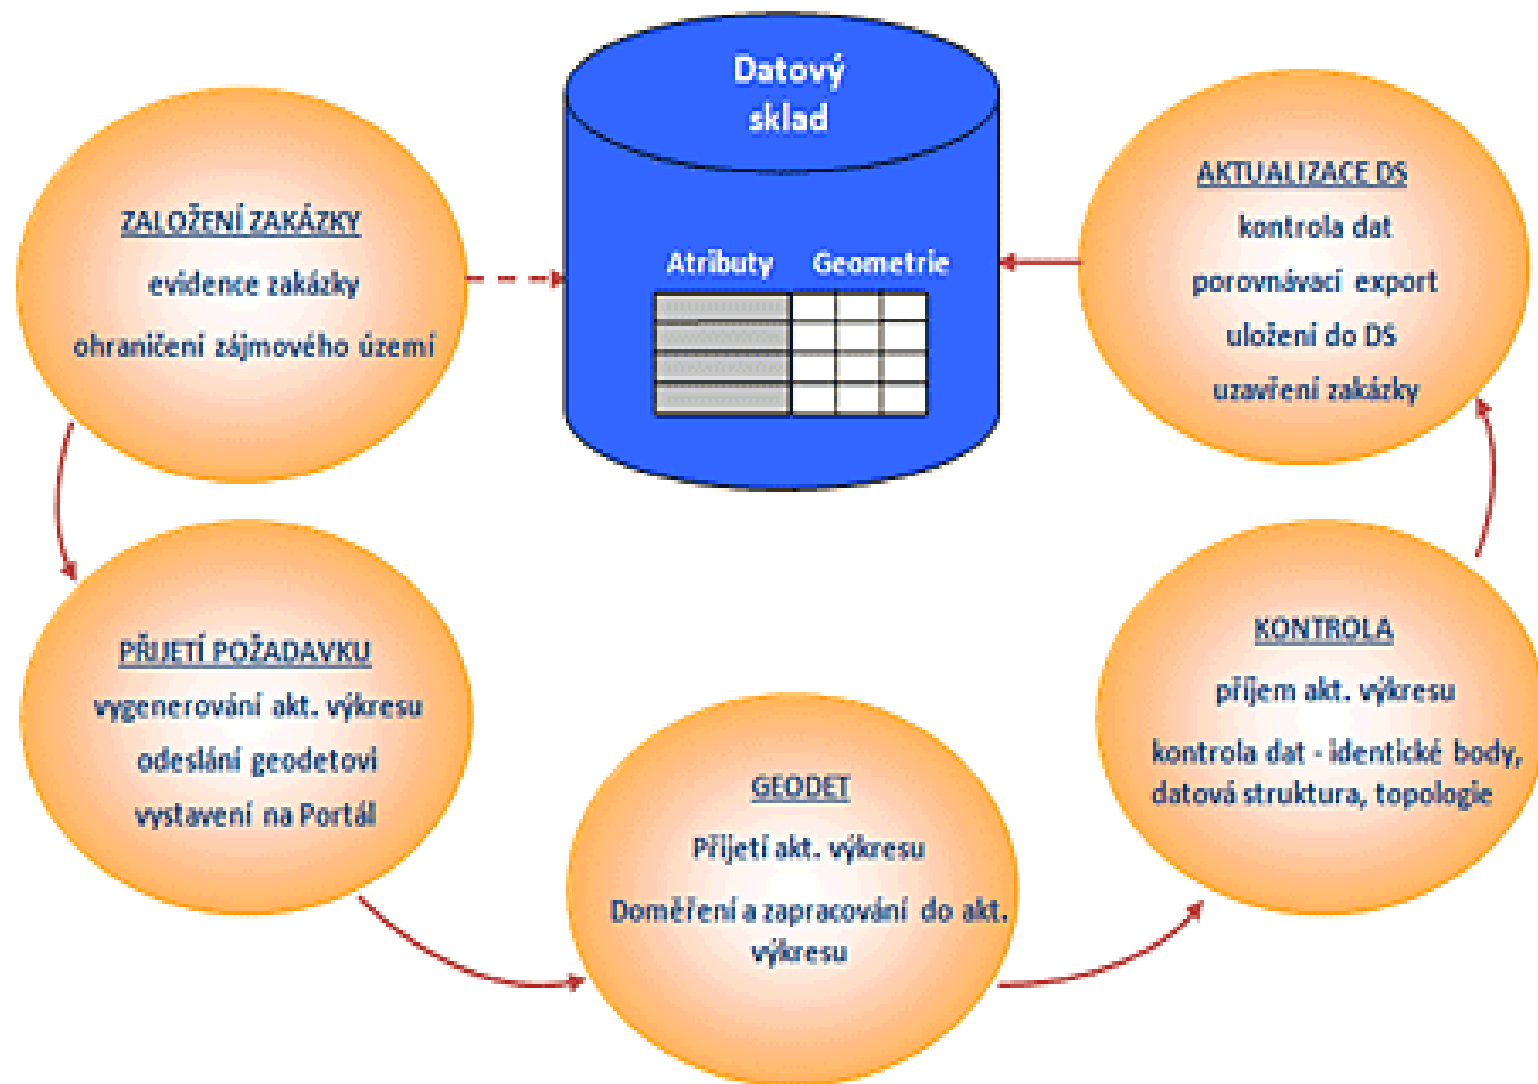 Datový
sklad
Atributy Geometrie
ZALOŽENÍ ZAKÁZKY
evidence zakázky
ohraničení zájmového území
PŘIJETÍ POŽADAVKU
vygenerování akt. výkresu
odeslání geodetovi
vystavení na Portál
GEODET
Přijetí akt. výkresu
Doměření a zapracování do akt.
výkresu
KONTROLA
příjem akt. výkresu
kontrola dat - identické body,
datová struktura, topologie
AKTUALIZACE DS
kontrola dat
porovnávací export
uložení do DS
uzavření zakázky